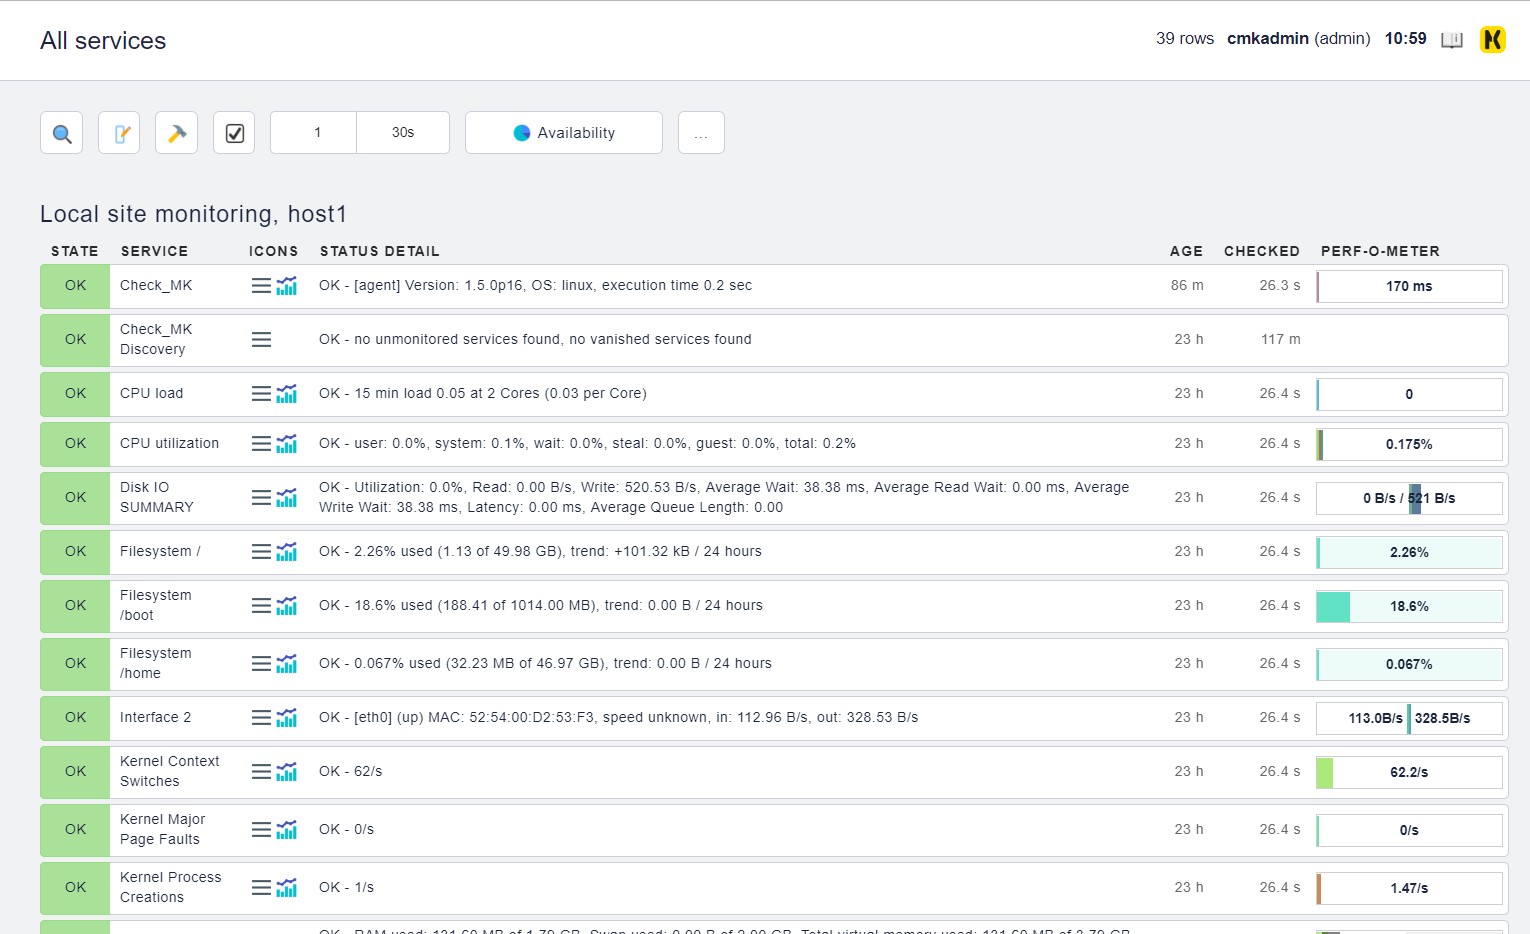 All services
39 rows cmkadmin (admin) 10:59
1 30s Availability ...
Local site monitoring, host1
STATE SERVICE ICONS STATUS DETAIL AGE CHECKED PERF-O-METER
OK Check_MK OK - [agent] Version: 1.5.0p16, OS: linux, execution time 0.2 sec 86 m 26.3 s 170 ms
OK Check_MK Discovery OK - no unmonitored services found, no vanished services found 23 h 117 m
OK CPU load OK - 15 min load 0.05 at 2 Cores (0.03 per Core) 23 h 26.4 s 0
OK CPU utilization OK - user: 0.0%, system: 0.1%, wait: 0.0%, steal: 0.0%, guest: 0.0%, total: 0.2% 23 h 26.4 s 0.175%
OK Disk IO SUMMARY OK - Utilization: 0.0%, Read: 0.00 B/s, Write: 520.53 B/s, Average Wait: 38.38 ms, Average Read Wait: 0.00 ms, Average
Write Wait: 38.38 ms, Latency: 0.00 ms, Average Queue Length: 0.00 23 h 26.4 s 0 B/s / 521 B/s
OK Filesystem / OK - 2.26% used (1.13 of 49.98 GB), trend: +101.32 kB / 24 hours 23 h 26.4 s 2.26%
OK Filesystem /boot OK - 18.6% used (188.41 of 1014.00 MB), trend: 0.00 B / 24 hours 23 h 26.4 s 18.6%
OK Filesystem /home OK - 0.067% used (32.23 MB of 46.97 GB), trend: 0.00 B / 24 hours 23 h 26.4 s 0.067%
OK Interface 2 OK - [eth0] (up) MAC: 52:54:00:D2:53:F3, speed unknown, in: 112.96 B/s, out: 328.53 B/s 23 h 26.4 s 113.0B/s 328.5B/s
OK Kernel Context Switches OK - 62/s 23 h 26.4 s 62.2/s
OK Kernel Major Page Faults OK - 0/s 23 h 26.4 s 0/s
OK Kernel Process Creations OK - 1/s 23 h 26.4 s 1.47/s